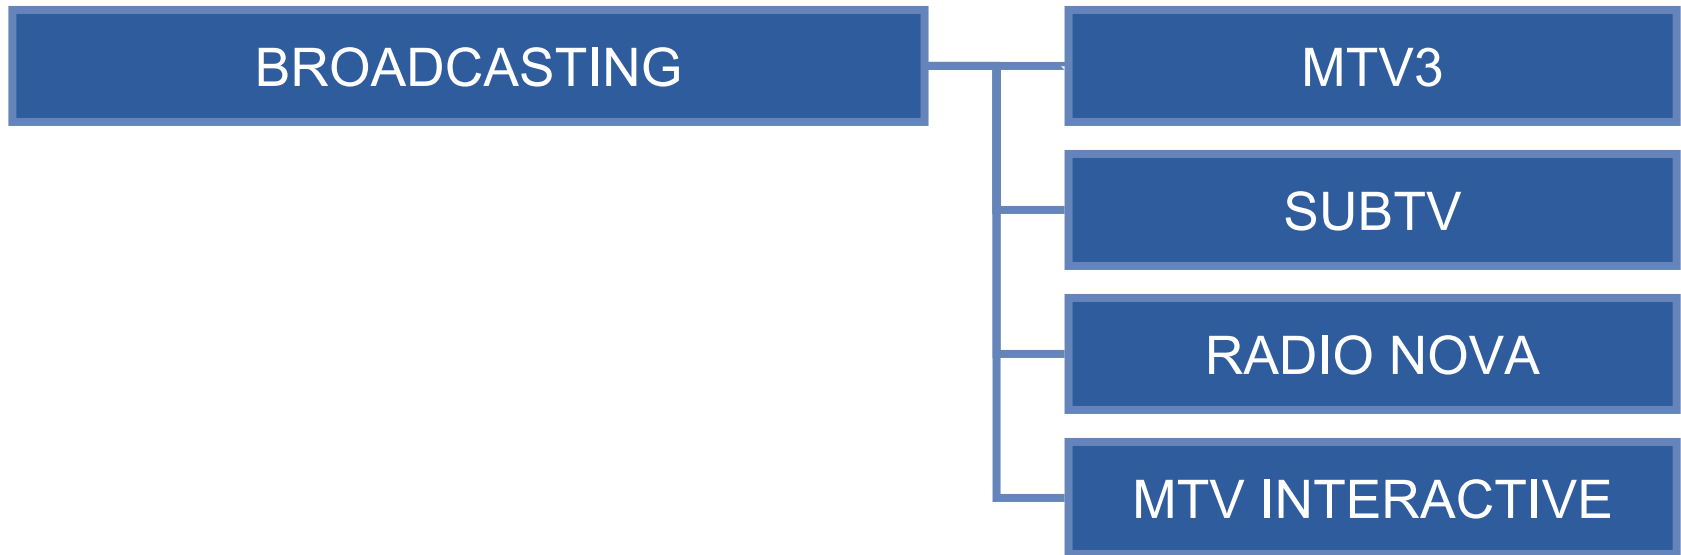 BROADCASTING
MTV3
SUBTV
RADIO NOVA
MTV INTERACTIVE